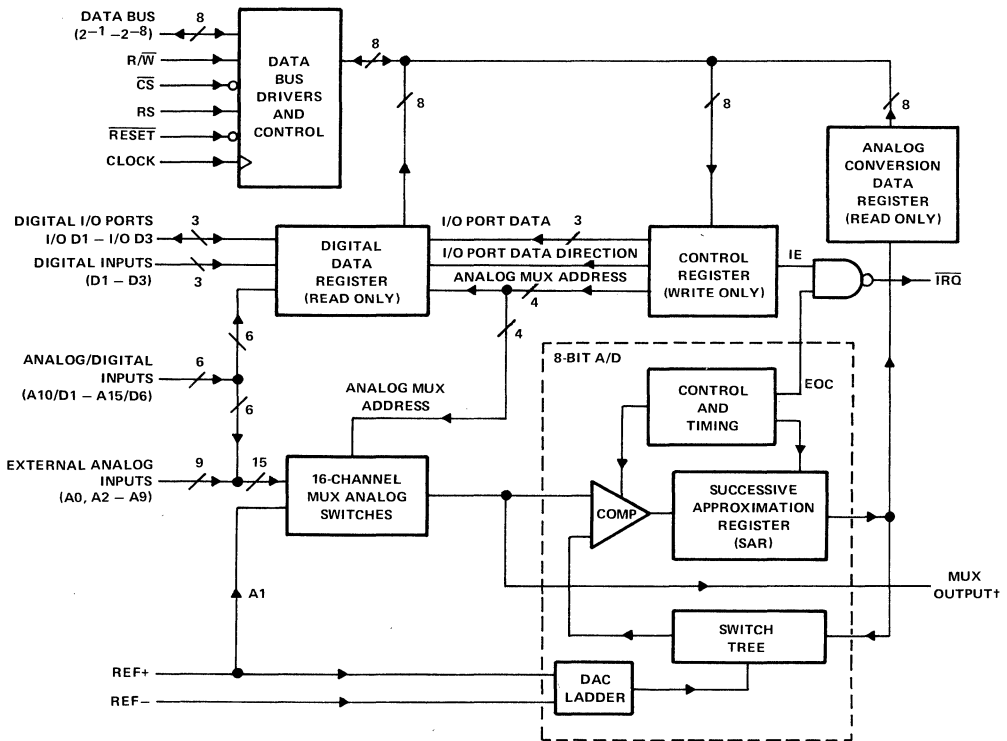 DATA BUS
(2⁻¹ –2⁻⁸)
8
R/W̅
C̅S̅
RS
R̅E̅S̅E̅T̅
CLOCK
DATA
BUS
DRIVERS
AND
CONTROL
8
8
8
8
ANALOG
CONVERSION
DATA
REGISTER
(READ ONLY)
DIGITAL I/O PORTS
I/O D1 – I/O D3
3
DIGITAL INPUTS
(D1 – D3)
3
DIGITAL
DATA
REGISTER
(READ ONLY)
I/O PORT DATA
3
I/O PORT DATA DIRECTION
ANALOG MUX ADDRESS
4
4
CONTROL
REGISTER
(WRITE ONLY)
IE
I̅R̅Q̅
6
ANALOG/DIGITAL
INPUTS
(A10/D1 – A15/D6)
6
6
ANALOG MUX
ADDRESS
8-BIT A/D
CONTROL
AND
TIMING
EOC
EXTERNAL ANALOG
INPUTS
(A0, A2 – A9)
9
15
16-CHANNEL
MUX ANALOG
SWITCHES
COMP
SUCCESSIVE
APPROXIMATION
REGISTER
(SAR)
A1
MUX
OUTPUT†
SWITCH
TREE
REF+
REF–
DAC
LADDER